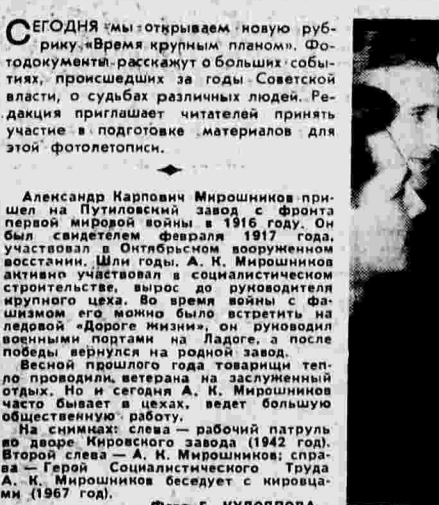 СЕГОДНЯ мы открываем новую руб-
рику «Время крупным планом». Фо-
тодокументы расскажут о больших собы-
тиях, происшедших за годы Советской
власти, о судьбах различных людей. Ре-
дакция приглашает читателей принять
участие в подготовке материалов для
этой фотолетописи.
Александр Карпович Мирошников при-
шел на Путиловский завод с фронта
первой мировой войны в 1916 году. Он
был свидетелем февраля 1917 года,
участвовал в Октябрьском вооруженном
восстании. Шли годы. А. К. Мирошников
активно участвовал в социалистическом
строительстве, вырос до руководителя
крупного цеха. Во время войны с фа-
шизмом его можно было встретить на
ледовой «Дороге жизни», он руководил
военными портами на Ладоге, а после
победы вернулся на родной завод.
Весной прошлого года товарищи теп-
ло проводили ветерана на заслуженный
отдых. Но и сегодня А. К. Мирошников
часто бывает в цехах, ведет большую
общественную работу.
На снимках: слева — рабочий патруль
во дворе Кировского завода (1942 год).
Второй слева — А. К. Мирошников; спра-
ва — Герой Социалистического Труда
А. К. Мирошников беседует с кировца-
ми (1967 год).